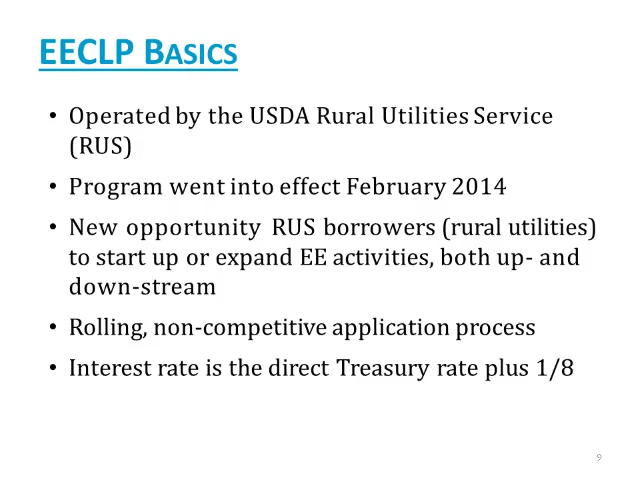 EECLP BASICS
• Operated by the USDA Rural Utilities Service
(RUS)
• Program went into effect February 2014
• New opportunity RUS borrowers (rural utilities)
to start up or expand EE activities, both up- and
down-stream
• Rolling, non-competitive application process
• Interest rate is the direct Treasury rate plus 1/8
9